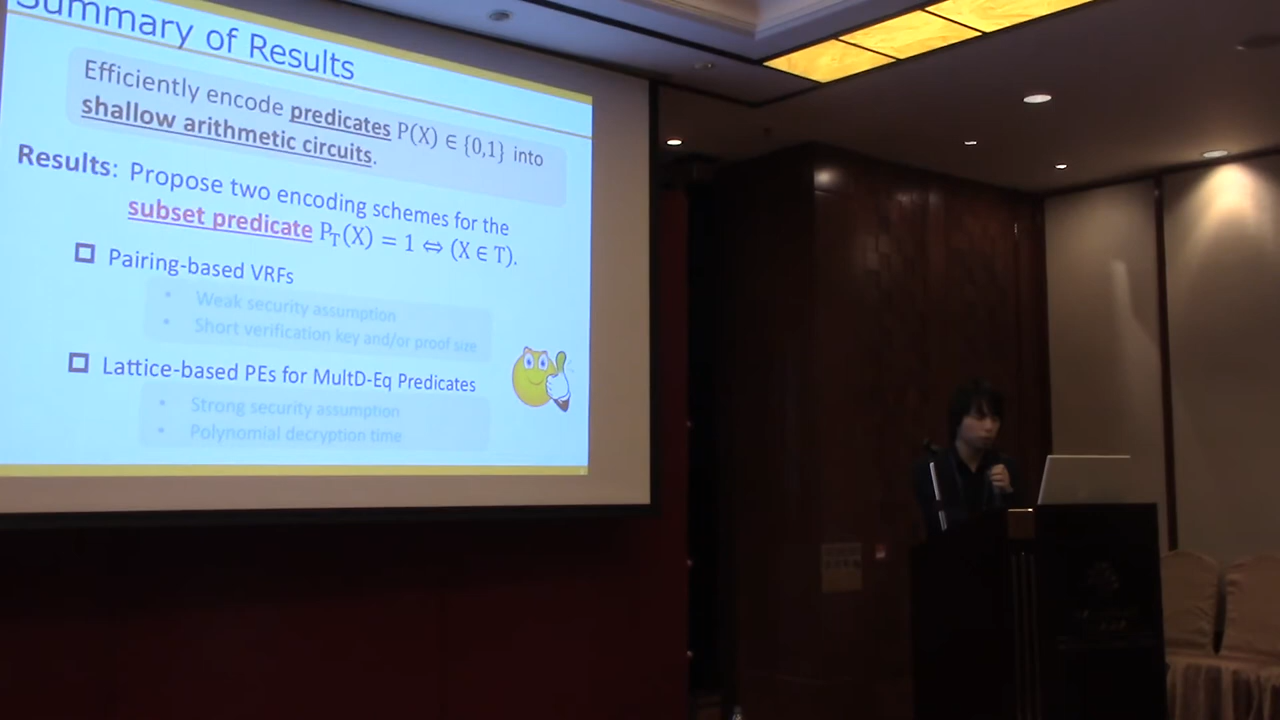 Summary of Results
Efficiently encode predicates P(X) ∈ {0,1} into
shallow arithmetic circuits.
Results: Propose two encoding schemes for the
subset predicate P_T(X) = 1 ⇔ (X ∈ T).
Pairing-based VRFs
• Weak security assumption
• Short verification key and/or proof size
Lattice-based PEs for MultD-Eq Predicates
• Strong security assumption
• Polynomial decryption time